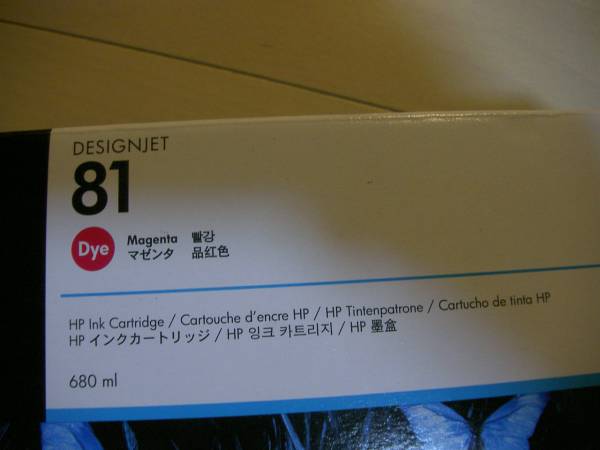 DESIGNJET
81
Dye
Magenta 빨강
マゼンタ 品红色
HP Ink Cartridge / Cartouche d'encre HP / HP Tintenpatrone / Cartucho de tinta HP
HP インクカートリッジ / HP 잉크 카트리지 / HP 墨盒
680 ml